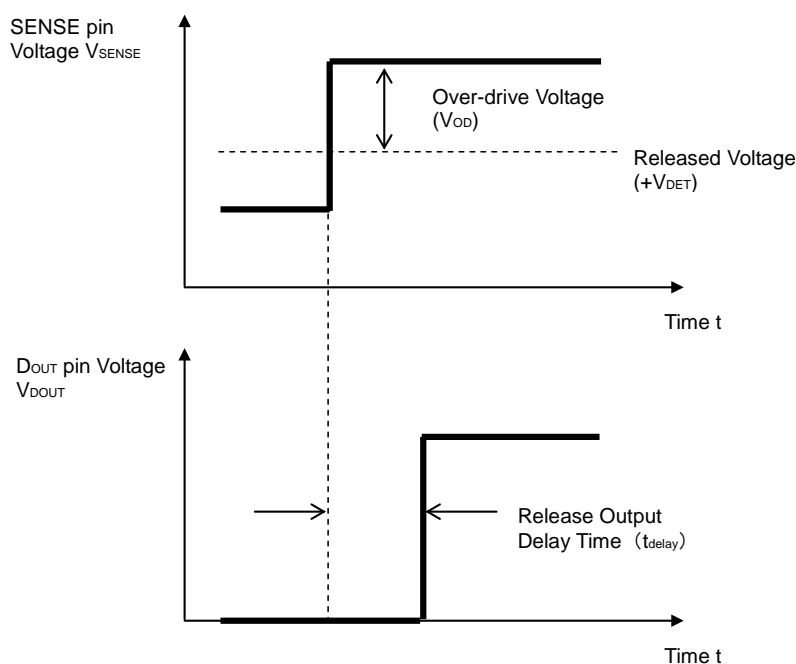 SENSE pin
Voltage VSENSE
Over-drive Voltage
(VOD)
Released Voltage
(+VDET)
Time t
DOUT pin Voltage
VDOUT
Release Output
Delay Time（tdelay）
Time t